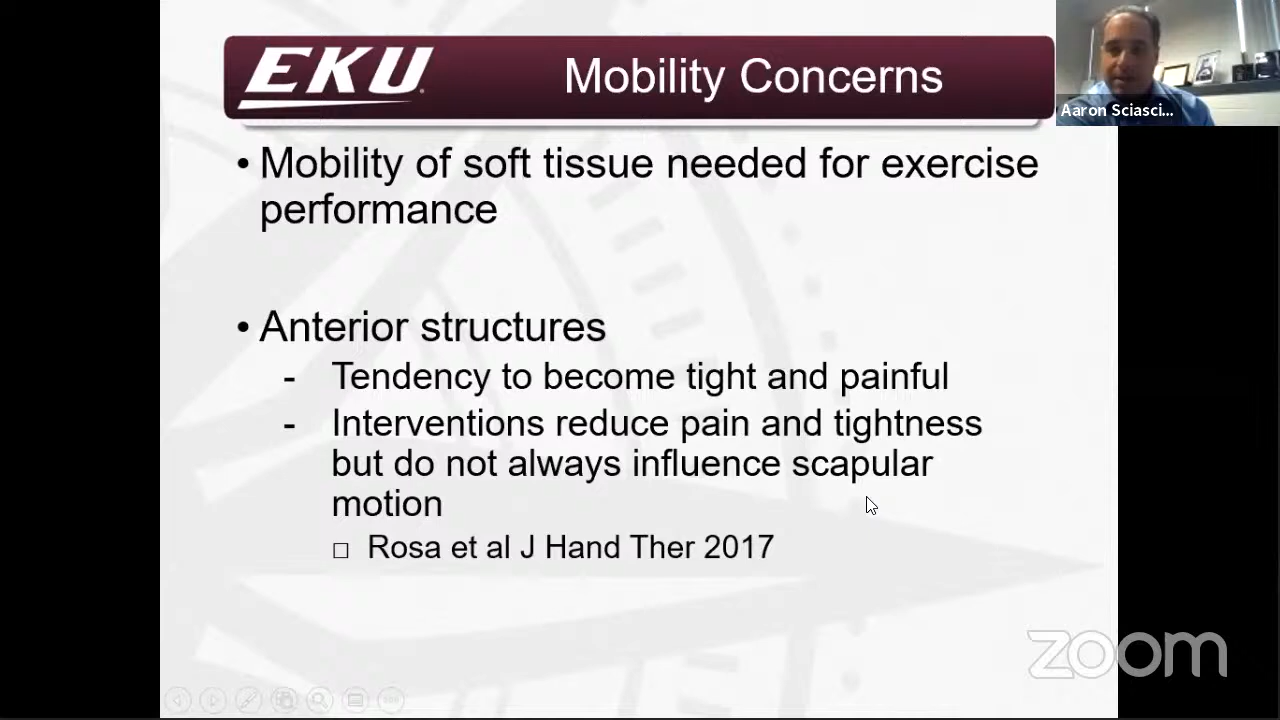 EKU
Mobility Concerns
Aaron Sciasci...
• Mobility of soft tissue needed for exercise
performance
• Anterior structures
- Tendency to become tight and painful
- Interventions reduce pain and tightness
but do not always influence scapular
motion
□ Rosa et al J Hand Ther 2017
zoom